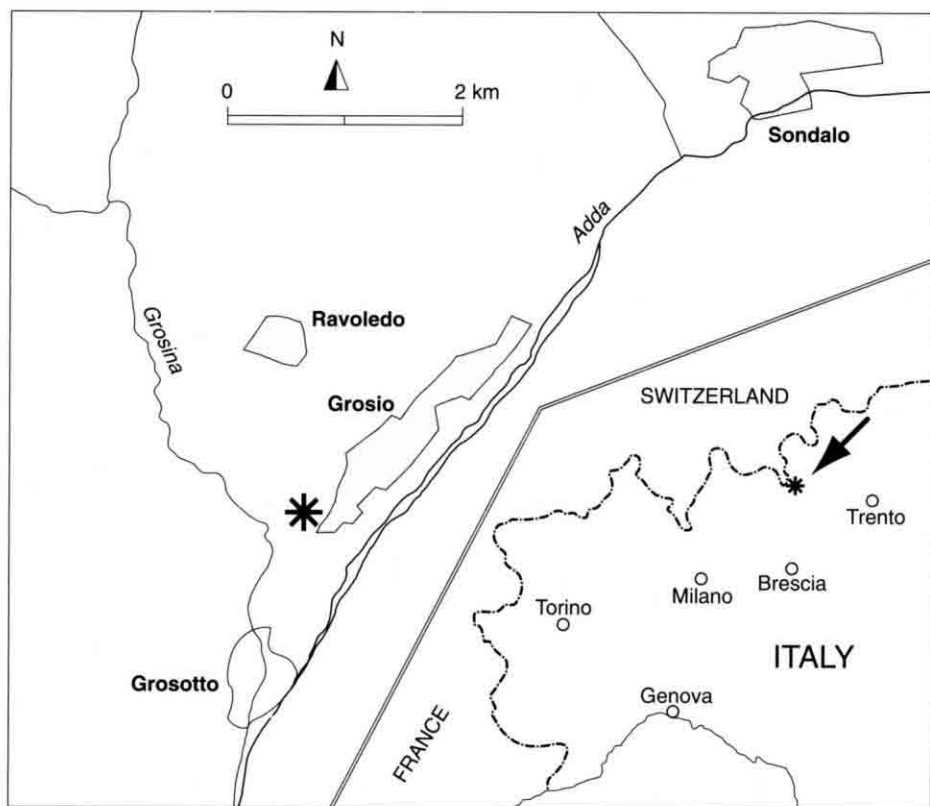 N
0
2 km
Sondalo
Adda
Grosina
Ravoledo
Grosio
Grosotto
SWITZERLAND
Trento
Brescia
Milano
Torino
ITALY
Genova
FRANCE